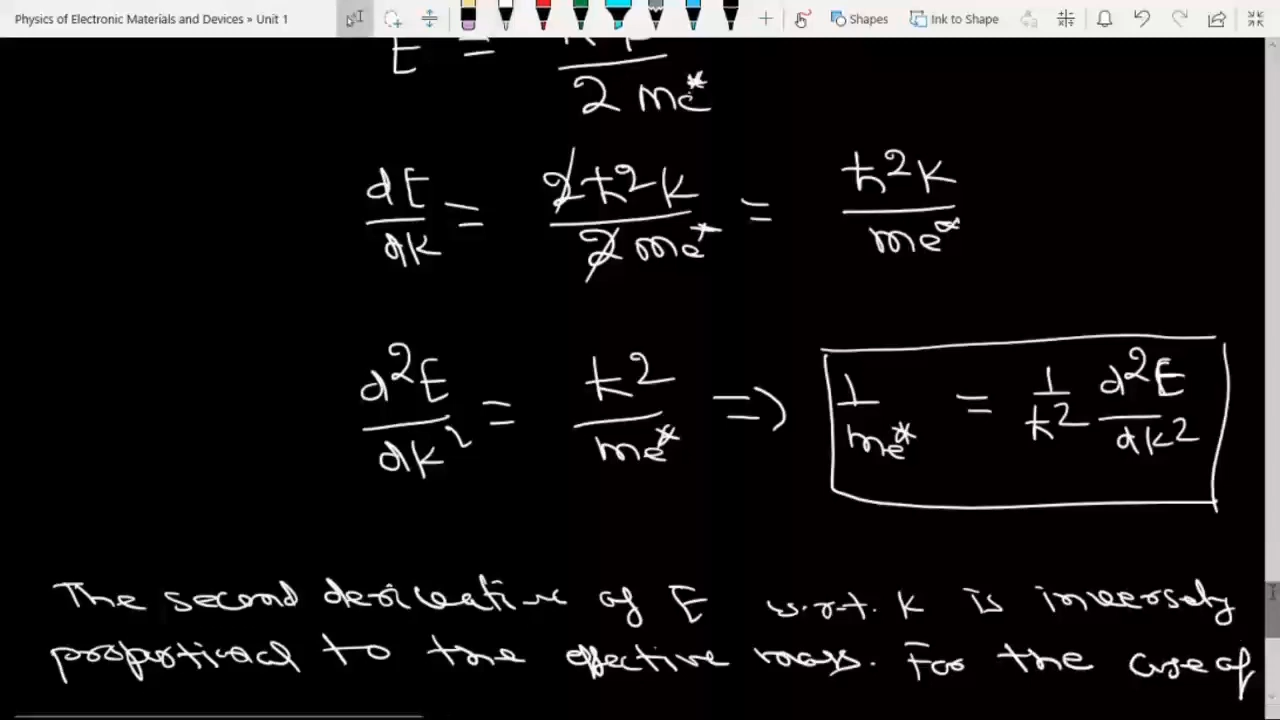 Physics of Electronic Materials and Devices » Unit 1
Shapes
Ink to Shape
E =
2 me*
dE/dk = 2ħ²k/2me* = ħ²k/me*
d²E/dk² = ħ²/me* => 1/me* = 1/ħ² d²E/dk²
The second derivative of E w.r.t. k is inversely
proportional to the effective mass. For the case of